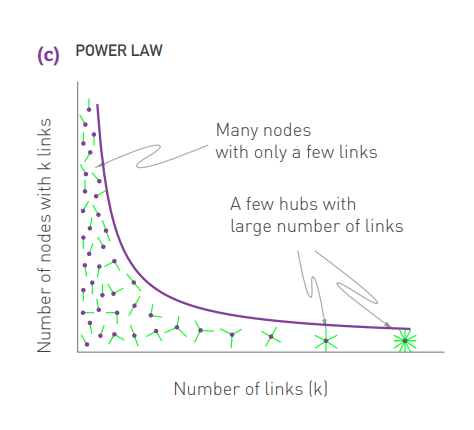 (c) POWER LAW
Number of nodes with k links
Many nodes
with only a few links
A few hubs with
large number of links
Number of links (k)